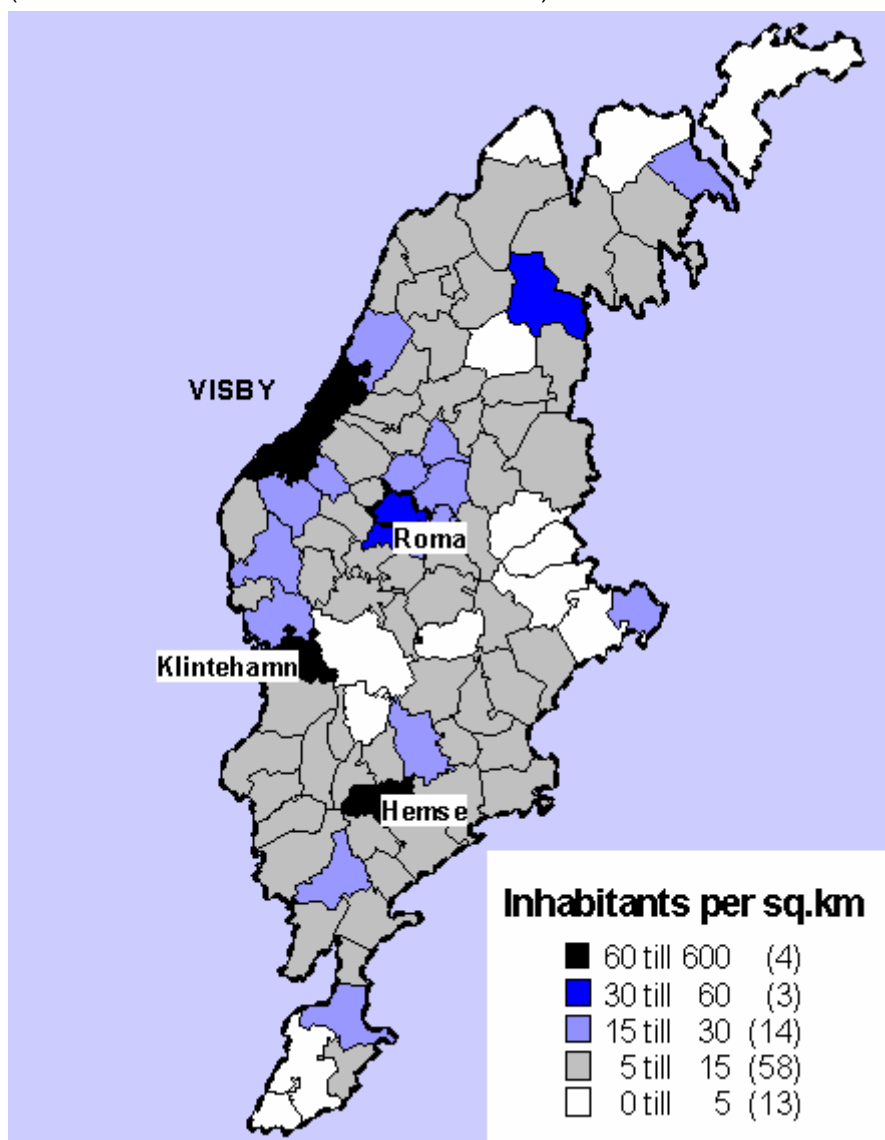 VISBY
Roma
Klintehamn
Hemse
Inhabitants per sq.km
60 till 600 (4)
30 till 60 (3)
15 till 30 (14)
5 till 15 (58)
0 till 5 (13)